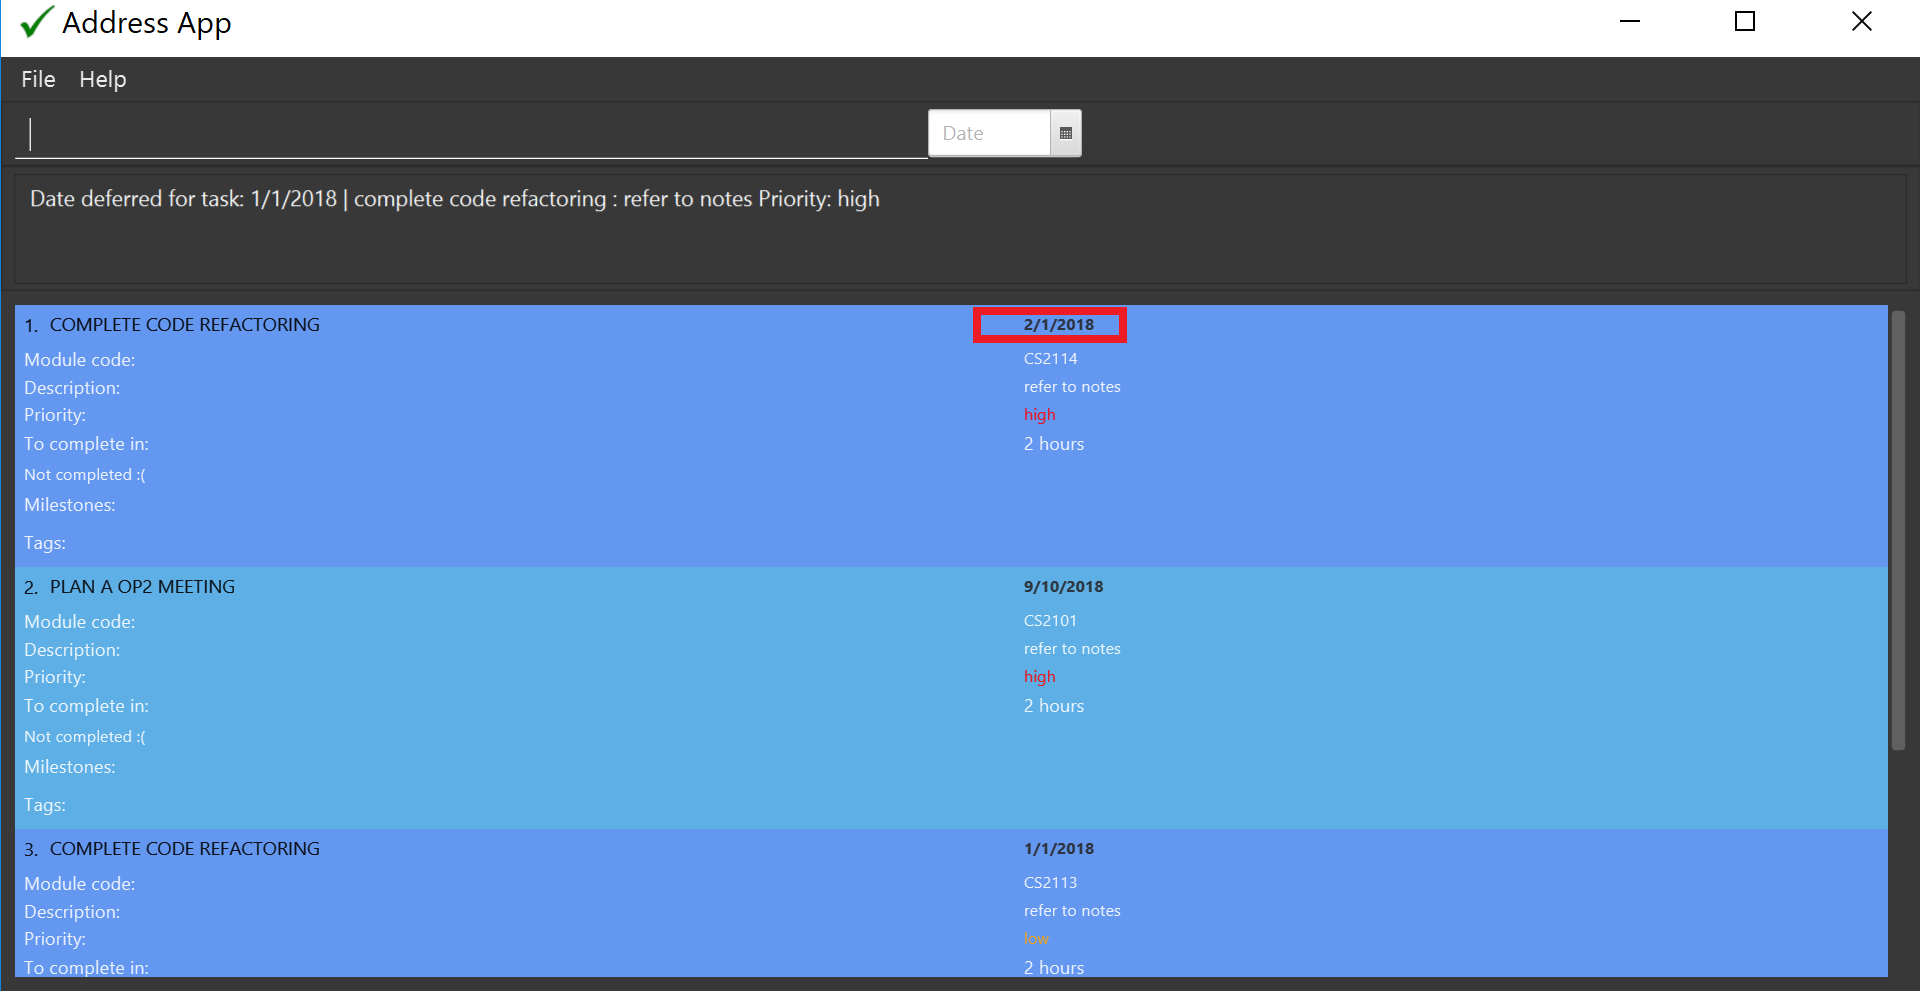 Address App
File Help
Date
Date deferred for task: 1/1/2018 | complete code refactoring : refer to notes Priority: high
1. COMPLETE CODE REFACTORING 2/1/2018
Module code: CS2114
Description: refer to notes
Priority: high
To complete in: 2 hours
Not completed :(
Milestones:
Tags:
2. PLAN A OP2 MEETING 9/10/2018
Module code: CS2101
Description: refer to notes
Priority: high
To complete in: 2 hours
Not completed :(
Milestones:
Tags:
3. COMPLETE CODE REFACTORING 1/1/2018
Module code: CS2113
Description: refer to notes
Priority: low
To complete in: 2 hours